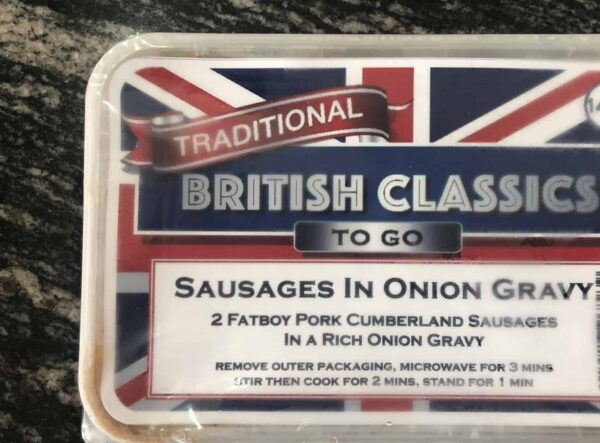 TRADITIONAL
BRITISH CLASSICS
TO GO
SAUSAGES IN ONION GRAVY
2 FATBOY PORK CUMBERLAND SAUSAGES
IN A RICH ONION GRAVY
REMOVE OUTER PACKAGING, MICROWAVE FOR 3 MINS
STIR THEN COOK FOR 2 MINS, STAND FOR 1 MIN